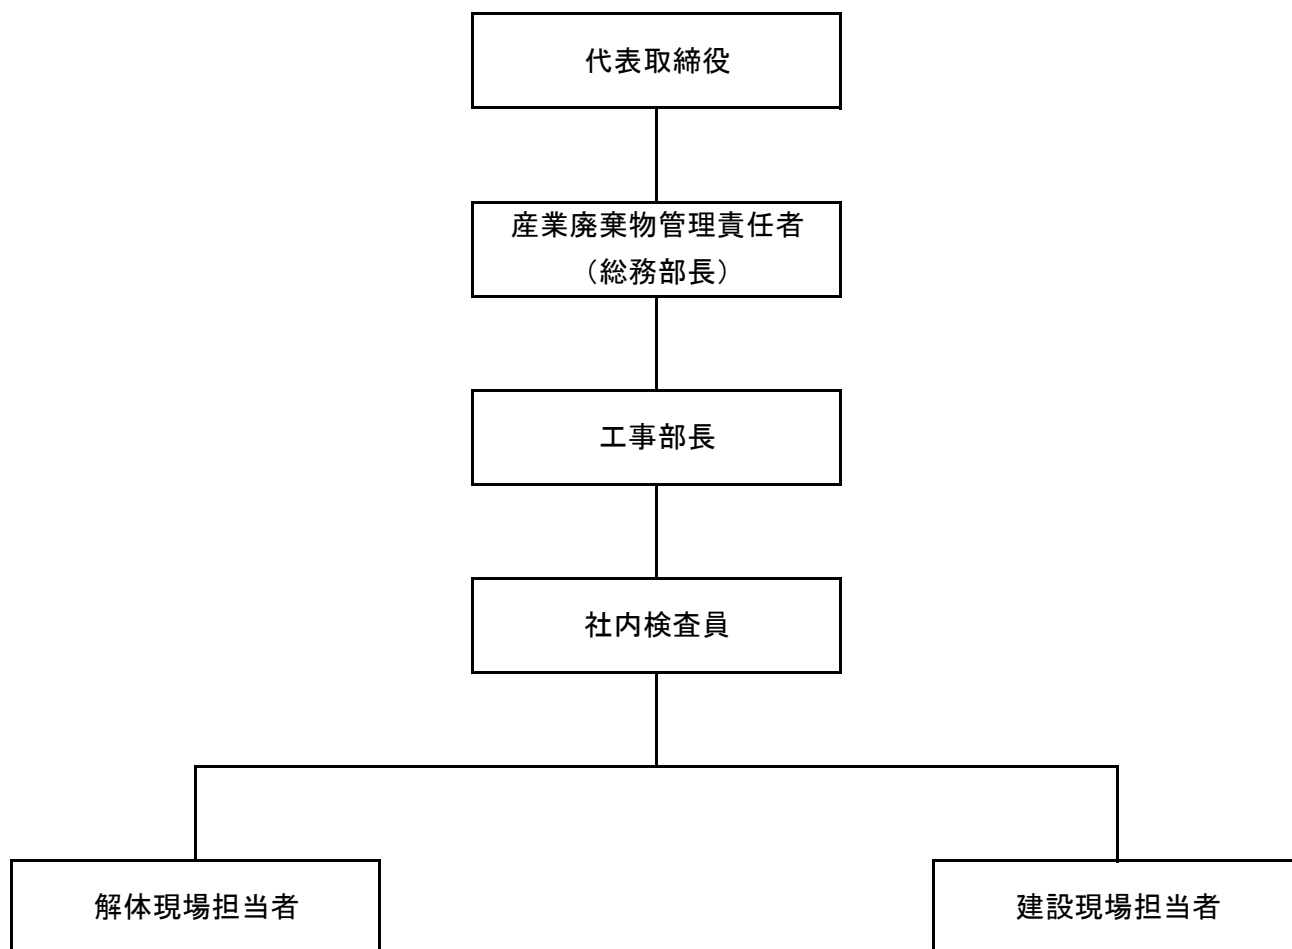 代表取締役
産業廃棄物管理責任者
（総務部長）
工事部長
社内検査員
解体現場担当者
建設現場担当者